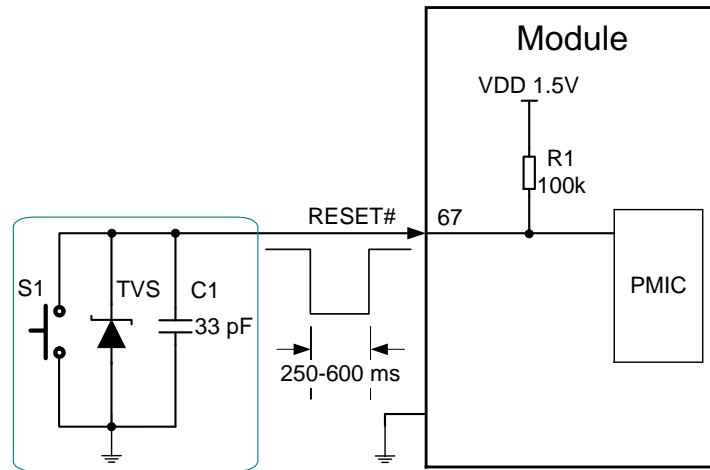 Module
VDD 1.5V
R1
100k
RESET#
67
S1
TVS
C1
33 pF
PMIC
250-600 ms